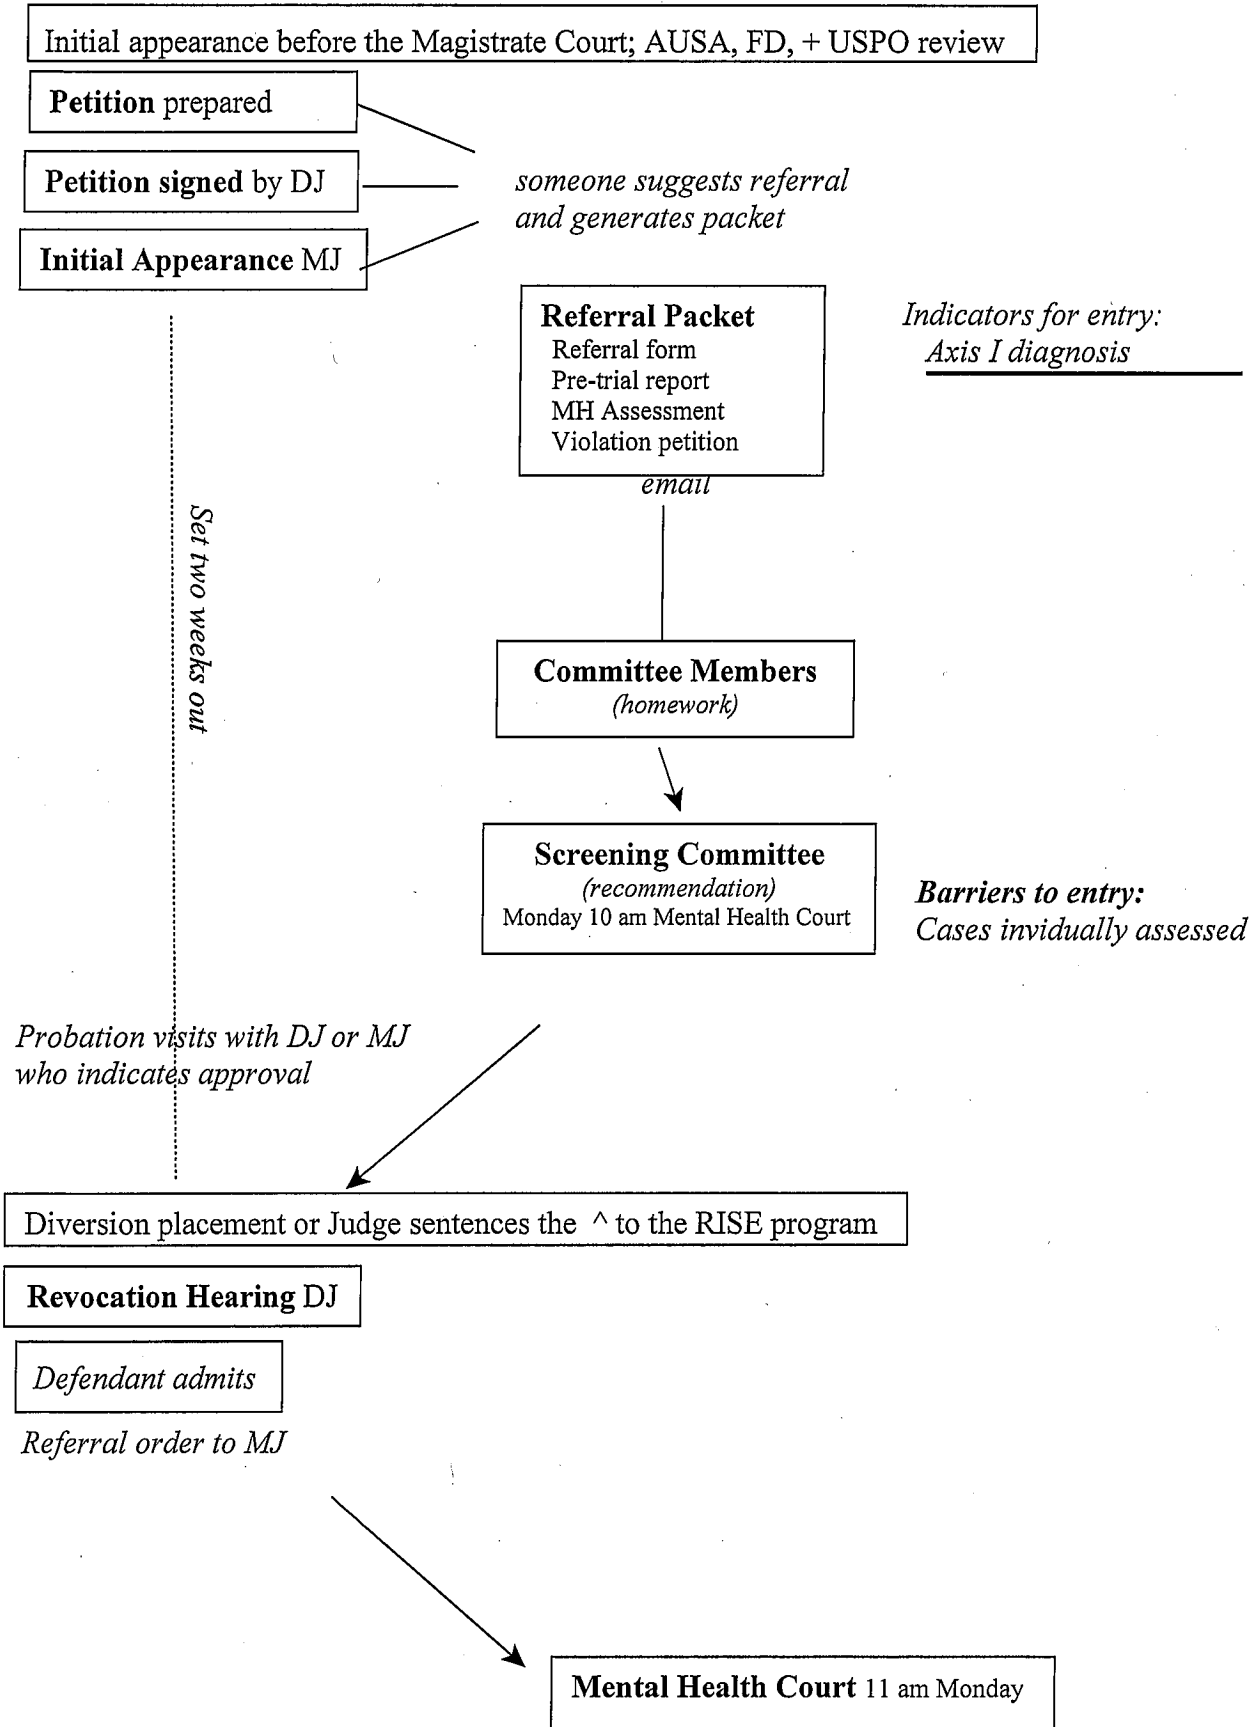 Initial appearance before the Magistrate Court; AUSA, FD, + USPO review
Petition prepared
Petition signed by DJ
someone suggests referral
and generates packet
Initial Appearance MJ
Referral Packet
Referral form
Pre-trial report
MH Assessment
Violation petition
Indicators for entry:
Axis I diagnosis
email
Set two weeks out
Committee Members
(homework)
Screening Committee
(recommendation)
Monday 10 am Mental Health Court
Barriers to entry:
Cases invidually assessed
Probation visits with DJ or MJ
who indicates approval
Diversion placement or Judge sentences the ^ to the RISE program
Revocation Hearing DJ
Defendant admits
Referral order to MJ
Mental Health Court 11 am Monday